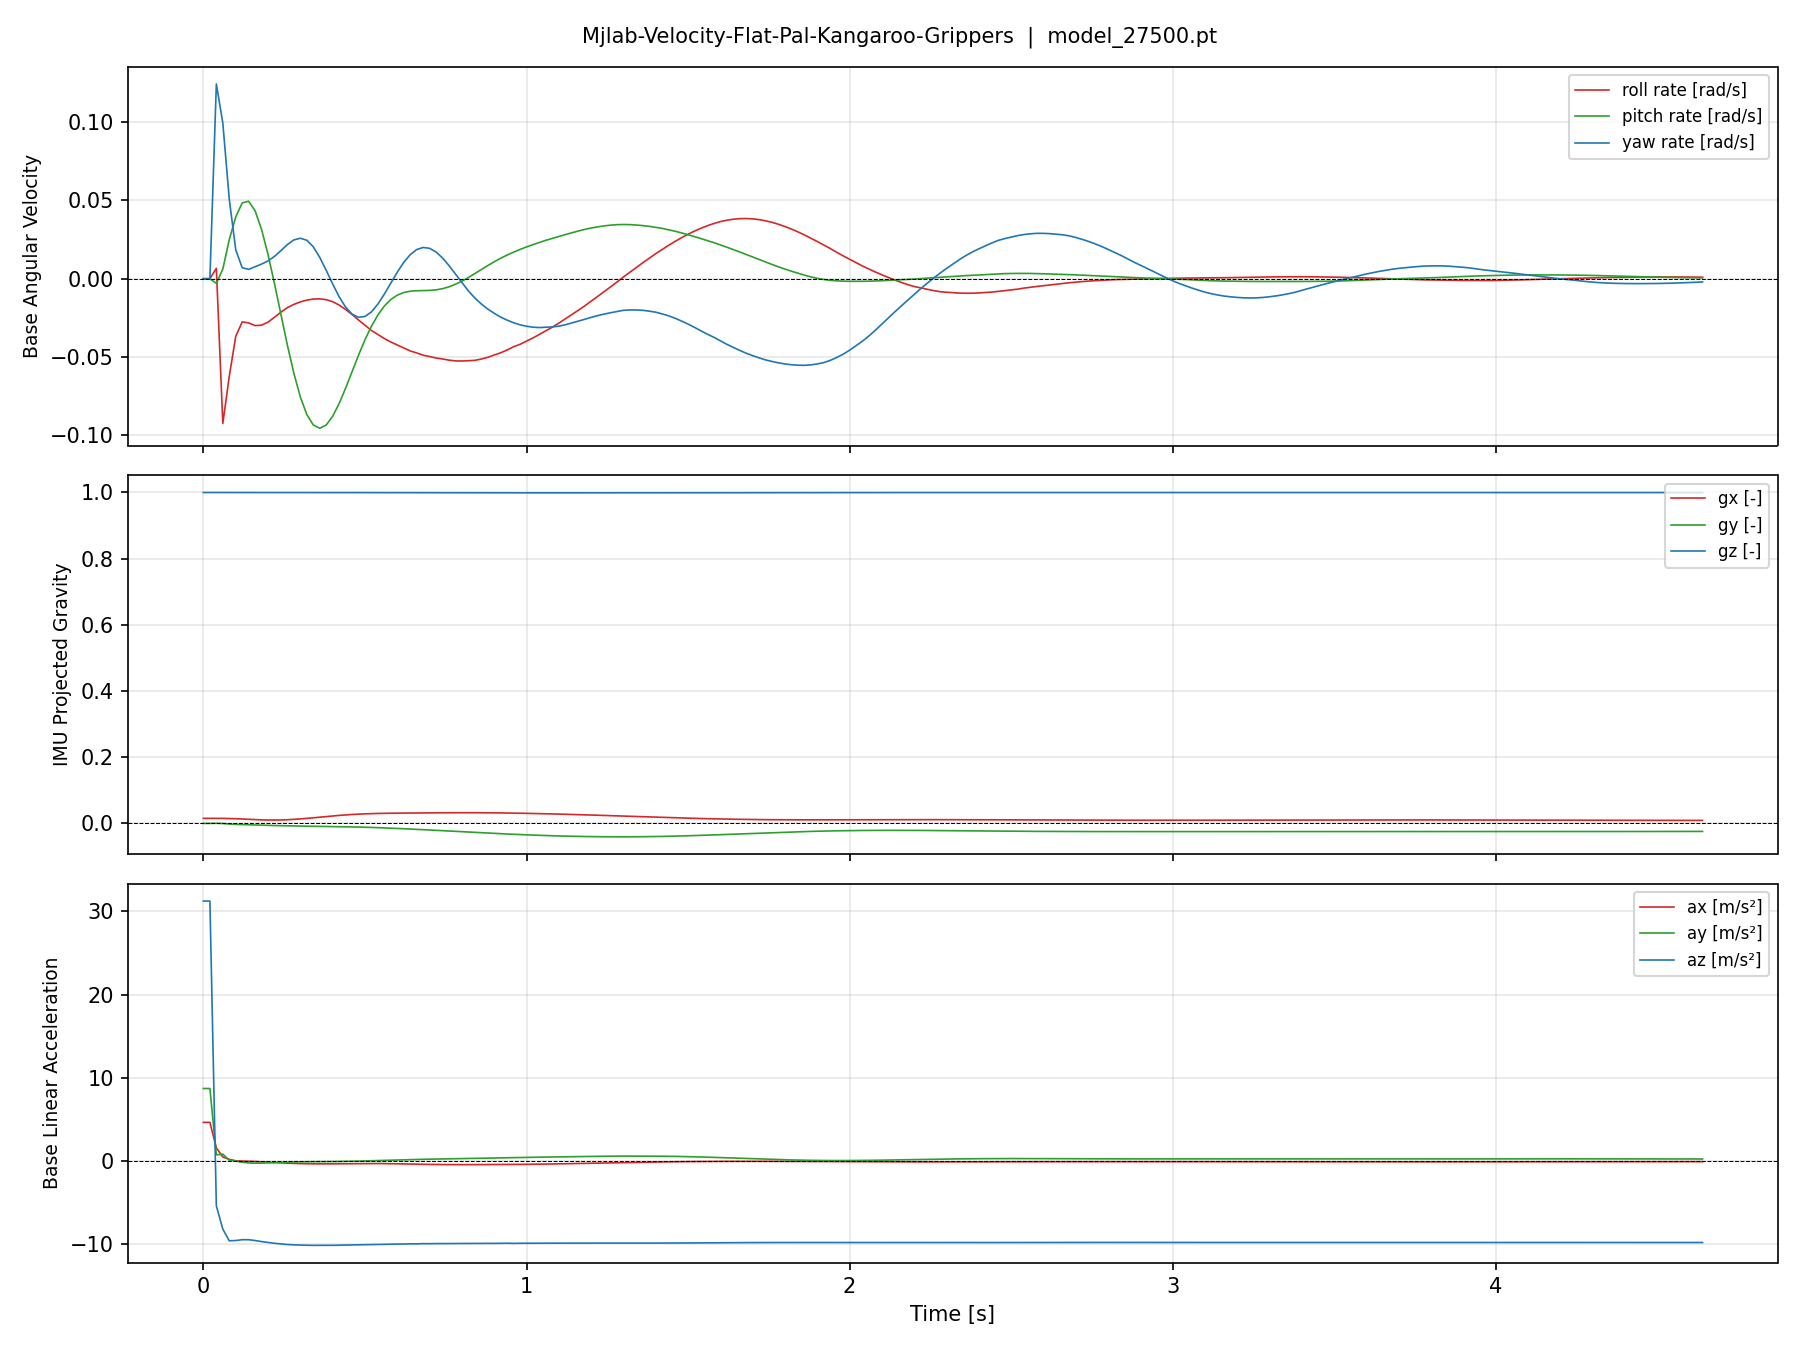 Mjlab-Velocity-Flat-Pal-Kangaroo-Grippers | model_27500.pt
Base Angular Velocity
0.10
0.05
0.00
−0.05
−0.10
roll rate [rad/s]
pitch rate [rad/s]
yaw rate [rad/s]
IMU Projected Gravity
1.0
0.8
0.6
0.4
0.2
0.0
gx [-]
gy [-]
gz [-]
Base Linear Acceleration
30
20
10
0
−10
ax [m/s²]
ay [m/s²]
az [m/s²]
0 1 2 3 4
Time [s]